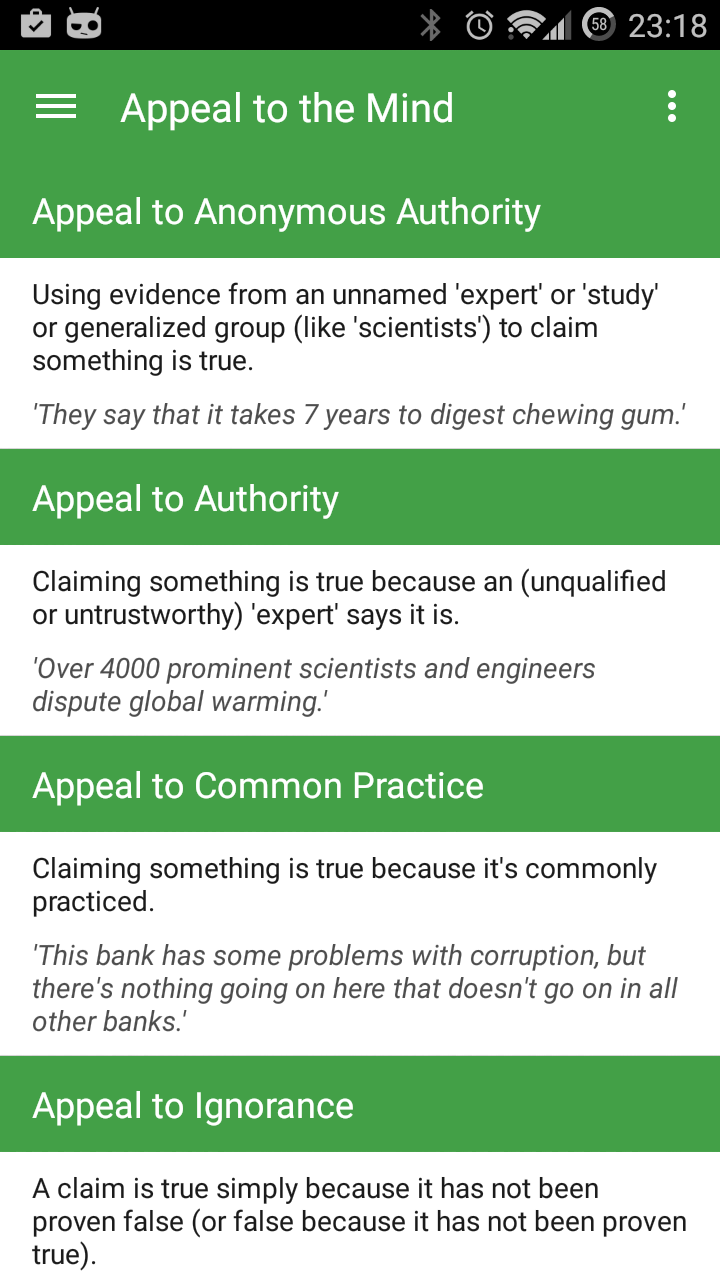 58 23:18
Appeal to the Mind
Appeal to Anonymous Authority
Using evidence from an unnamed 'expert' or 'study'
or generalized group (like 'scientists') to claim
something is true.
'They say that it takes 7 years to digest chewing gum.'
Appeal to Authority
Claiming something is true because an (unqualified
or untrustworthy) 'expert' says it is.
'Over 4000 prominent scientists and engineers
dispute global warming.'
Appeal to Common Practice
Claiming something is true because it's commonly
practiced.
'This bank has some problems with corruption, but
there's nothing going on here that doesn't go on in all
other banks.'
Appeal to Ignorance
A claim is true simply because it has not been
proven false (or false because it has not been proven
true).